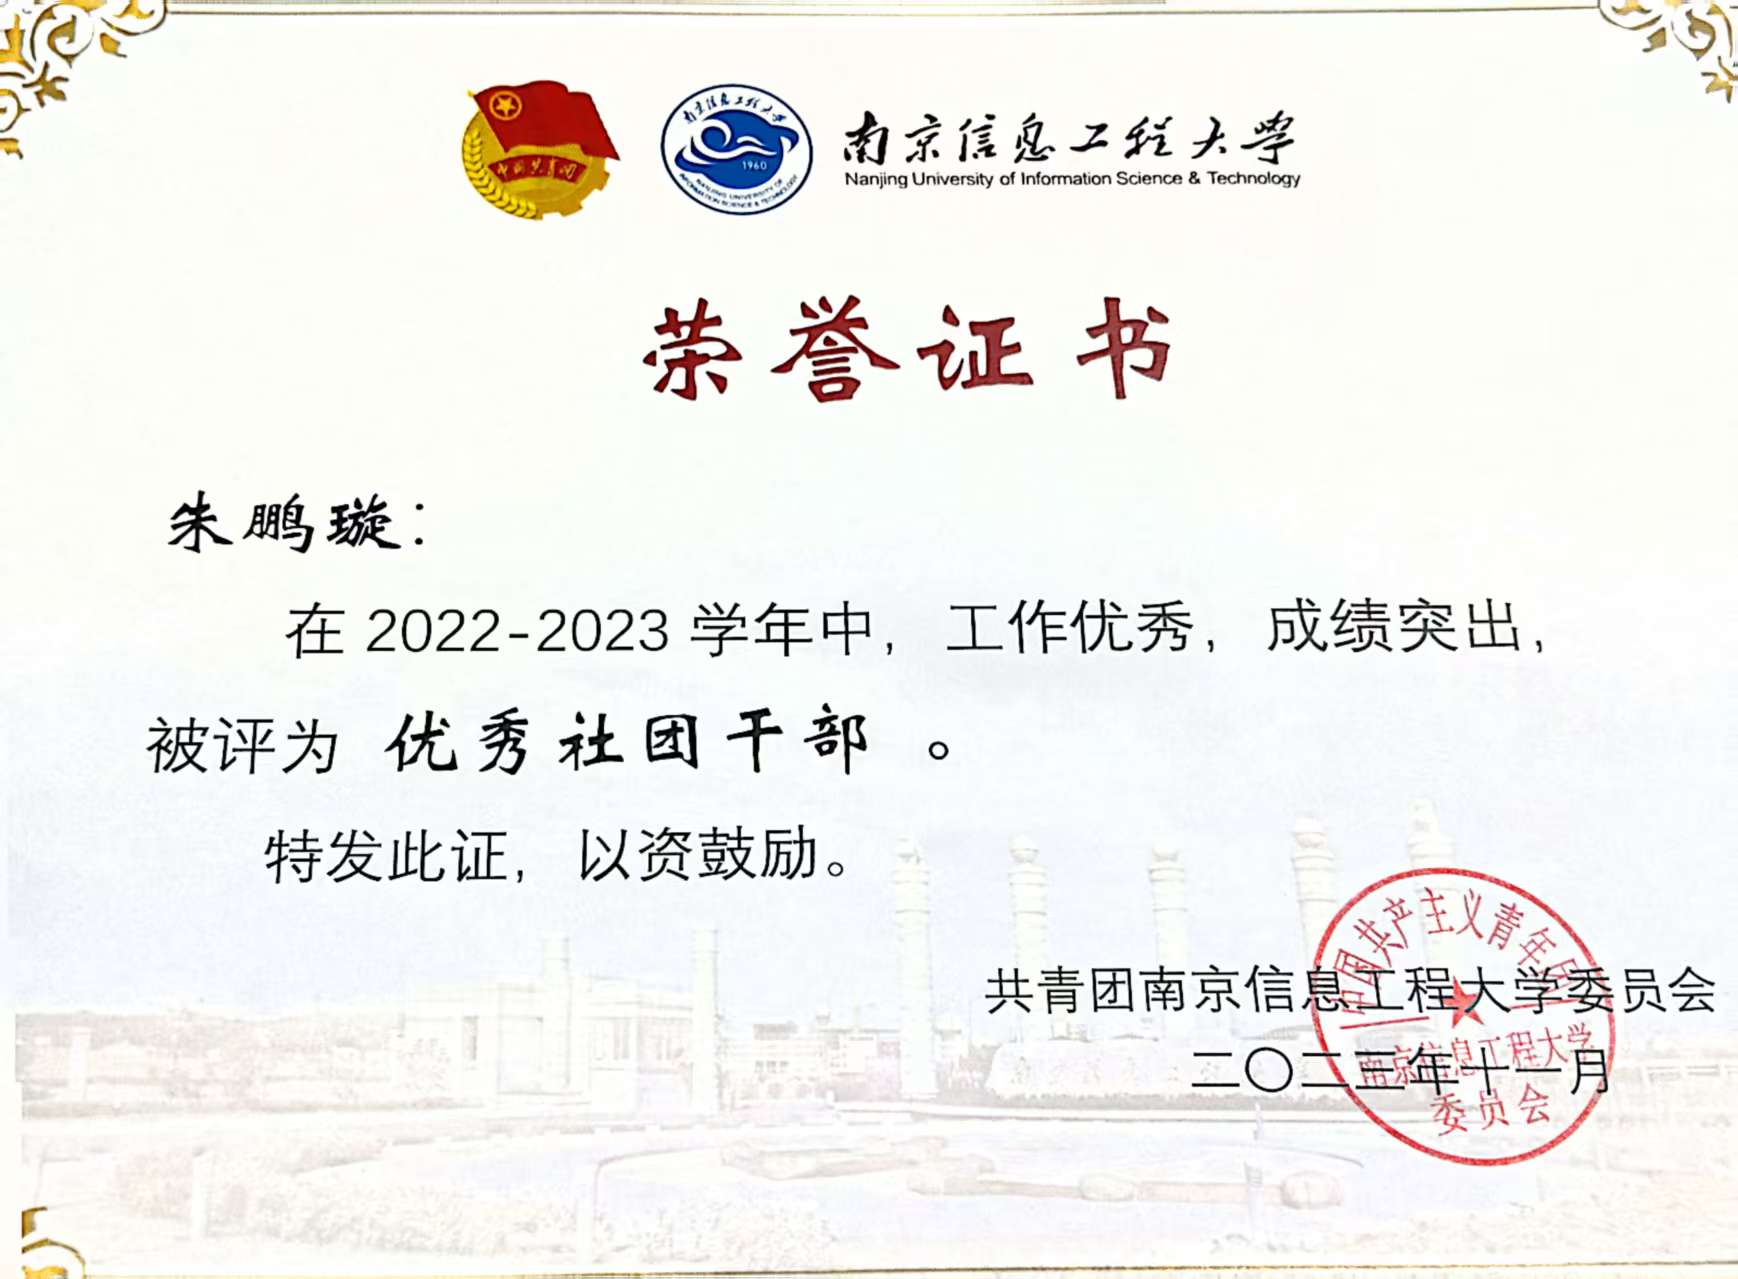 中国共青团
南京信息工程大学
1960
NANJING UNIVERSITY OF
INFORMATION SCIENCE & TECHNOLOGY
南京信息工程大学
Nanjing University of Information Science & Technology
荣誉证书
朱鹏璇：
在 2022-2023 学年中，工作优秀，成绩突出，
被评为 优秀社团干部 。
特发此证，以资鼓励。
共青团南京信息工程大学委员会
二〇二三年十一月
中国共产主义青年团
南京信息工程大学
委员会